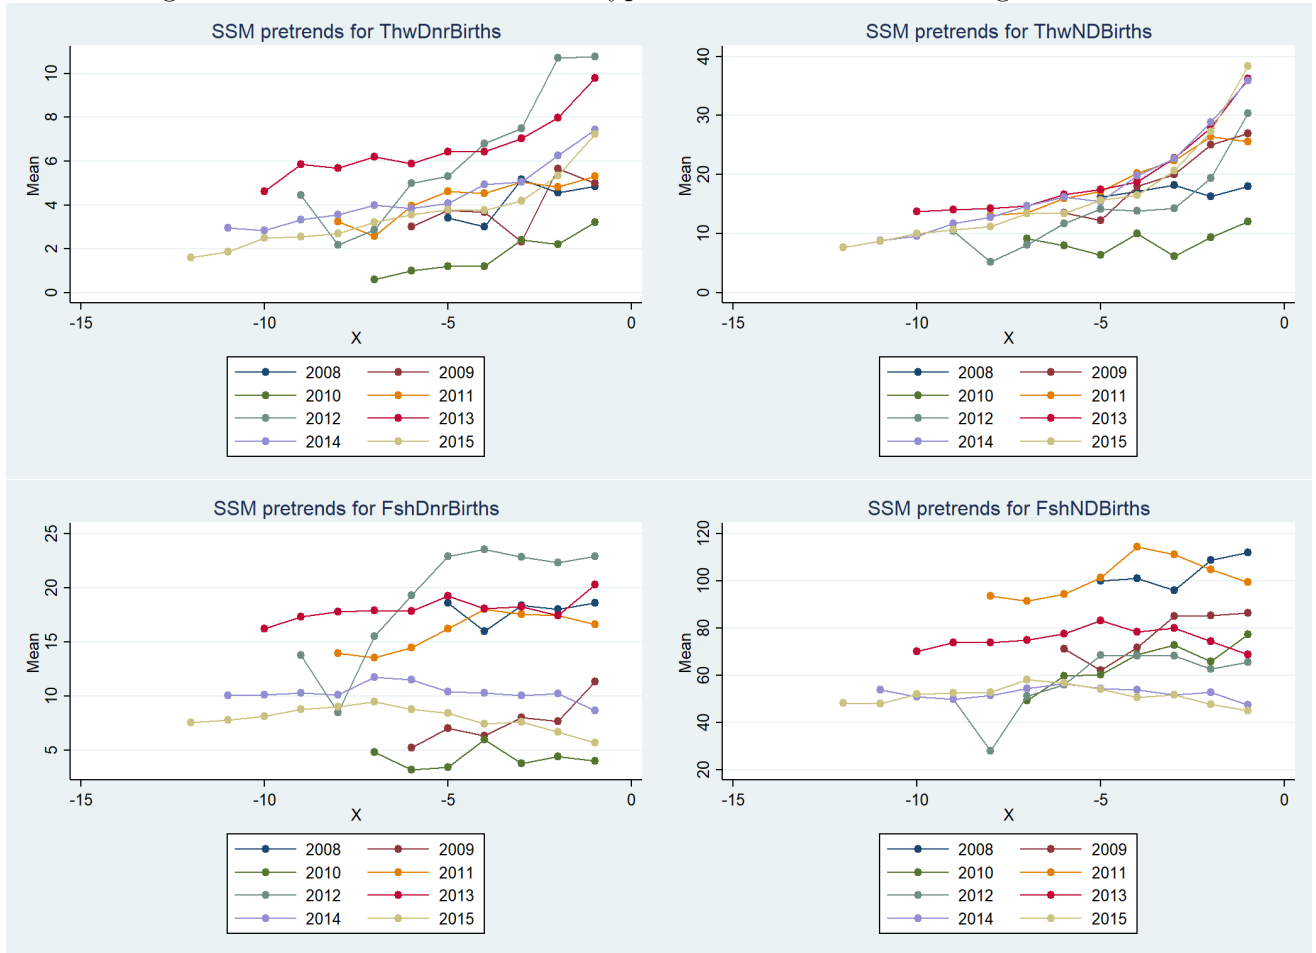 SSM pretrends for ThwDnrBirths
Mean
10
8
6
4
2
0
-15 -10 -5 0
X
2008 2009
2010 2011
2012 2013
2014 2015
SSM pretrends for ThwNDBirths
Mean
40
30
20
10
0
-15 -10 -5 0
X
2008 2009
2010 2011
2012 2013
2014 2015
SSM pretrends for FshDnrBirths
Mean
25
20
15
10
5
-15 -10 -5 0
X
2008 2009
2010 2011
2012 2013
2014 2015
SSM pretrends for FshNDBirths
Mean
120
100
80
60
40
20
-15 -10 -5 0
X
2008 2009
2010 2011
2012 2013
2014 2015